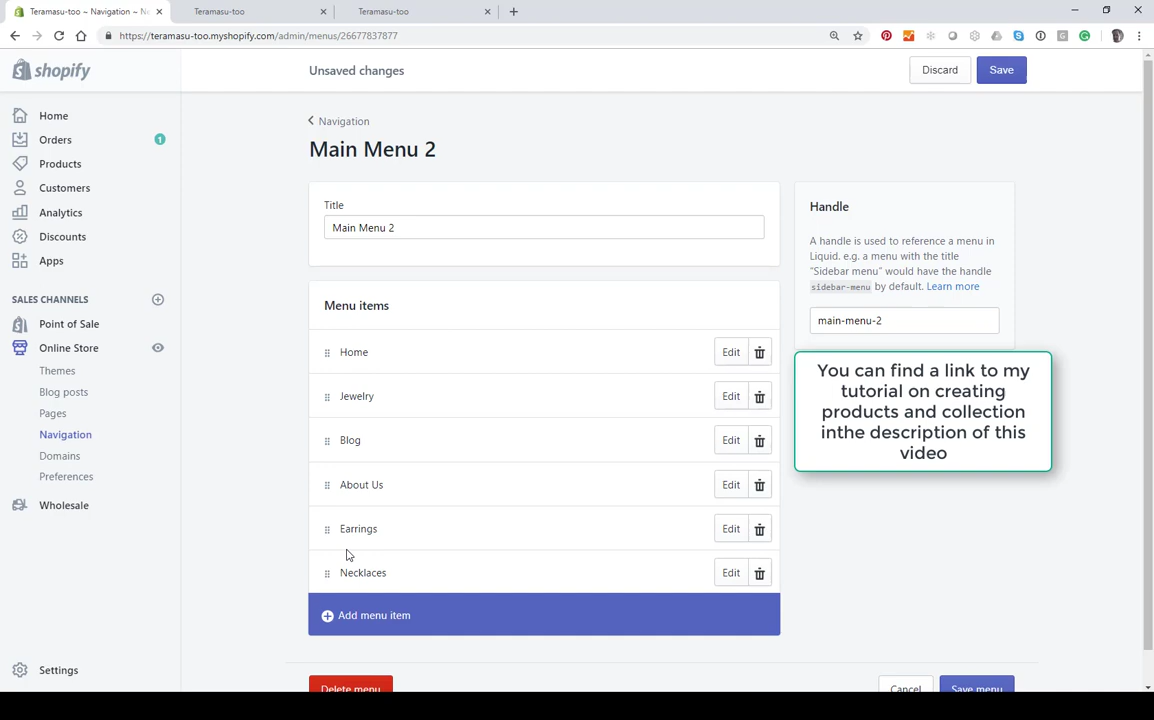 Teramasu-too ~ Navigation ~ Ne
Teramasu-too
Teramasu-too
https://teramasu-too.myshopify.com/admin/menus/26677837877
shopify
Unsaved changes
Discard
Save
Home
Orders
1
Products
Customers
Analytics
Discounts
Apps
SALES CHANNELS
Point of Sale
Online Store
Themes
Blog posts
Pages
Navigation
Domains
Preferences
Wholesale
Settings
Navigation
Main Menu 2
Title
Main Menu 2
Menu items
Home
Edit
Jewelry
Edit
Blog
Edit
About Us
Edit
Earrings
Edit
Necklaces
Edit
Add menu item
Delete menu
Cancel
Save menu
Handle
A handle is used to reference a menu in
Liquid. e.g. a menu with the title
“Sidebar menu” would have the handle
sidebar-menu by default. Learn more
main-menu-2
You can find a link to my
tutorial on creating
products and collection
inthe description of this
video